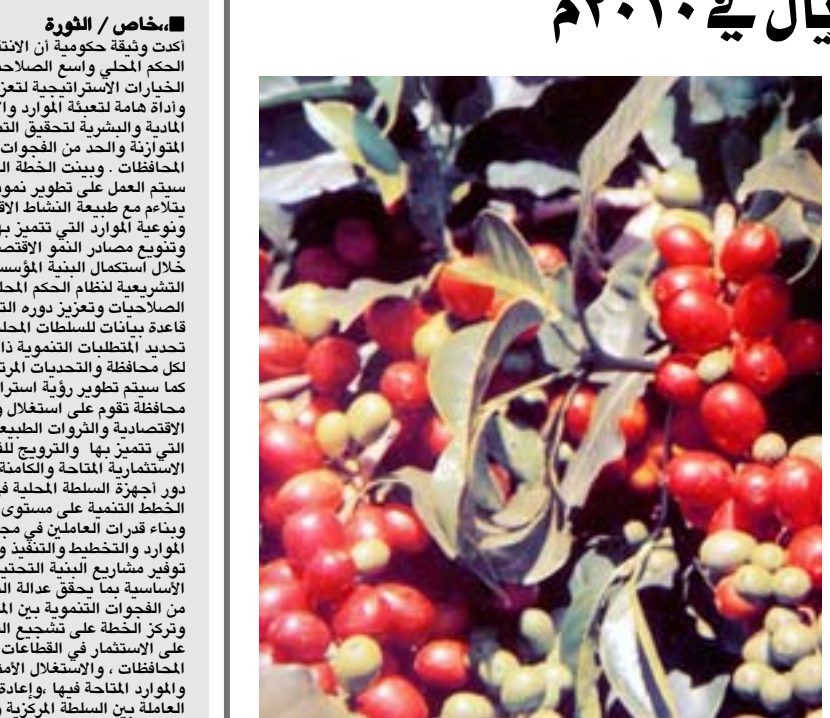 يال في ٢٠١٠م
■،،خاص / الثورة
أكدت وثيقة حكومية أن الانتق
الحكم المحلي واسع الصلاحي
الخيارات الاستراتيجية لتعز
وأداة هامة لتعبئة الموارد وا
المادية والبشرية لتحقيق الت
المتوازنة والحد من الفجوات
المحافظات . وبينت الخطة ال
سيتم العمل على تطوير نمو
يتلاءم مع طبيعة النشاط الاق
ونوعية الموارد التي تتميز ب
وتنويع مصادر النمو الاقتص
خلال استكمال البنية المؤسس
التشريعية لنظام الحكم المحل
الصلاحيات وتعزيز دوره الت
قاعدة بيانات للسلطات المحل
تحديد المتطلبات التنموية ذا
لكل محافظة والتحديات المرت
كما سيتم تطوير رؤية استرا
محافظة تقوم على استغلال و
الاقتصادية والثروات الطبيع
التي تتميز بها والترويج لل
الاستثمارية المتاحة والكامنة
دور أجهزة السلطة المحلية ف
الخطط التنمية على مستوى
وبناء قدرات العاملين في مج
الموارد والتخطيط والتنفيذ و
توفير مشاريع البنية التحتي
الأساسية بما يحقق عدالة ال
من الفجوات التنموية بين الم
وتركز الخطة على تشجيع ال
على الاستثمار في القطاعات
المحافظات ، والاستغلال الأم
والموارد المتاحة فيها ،وإعادة
العاملة بين السلطة المركزية و